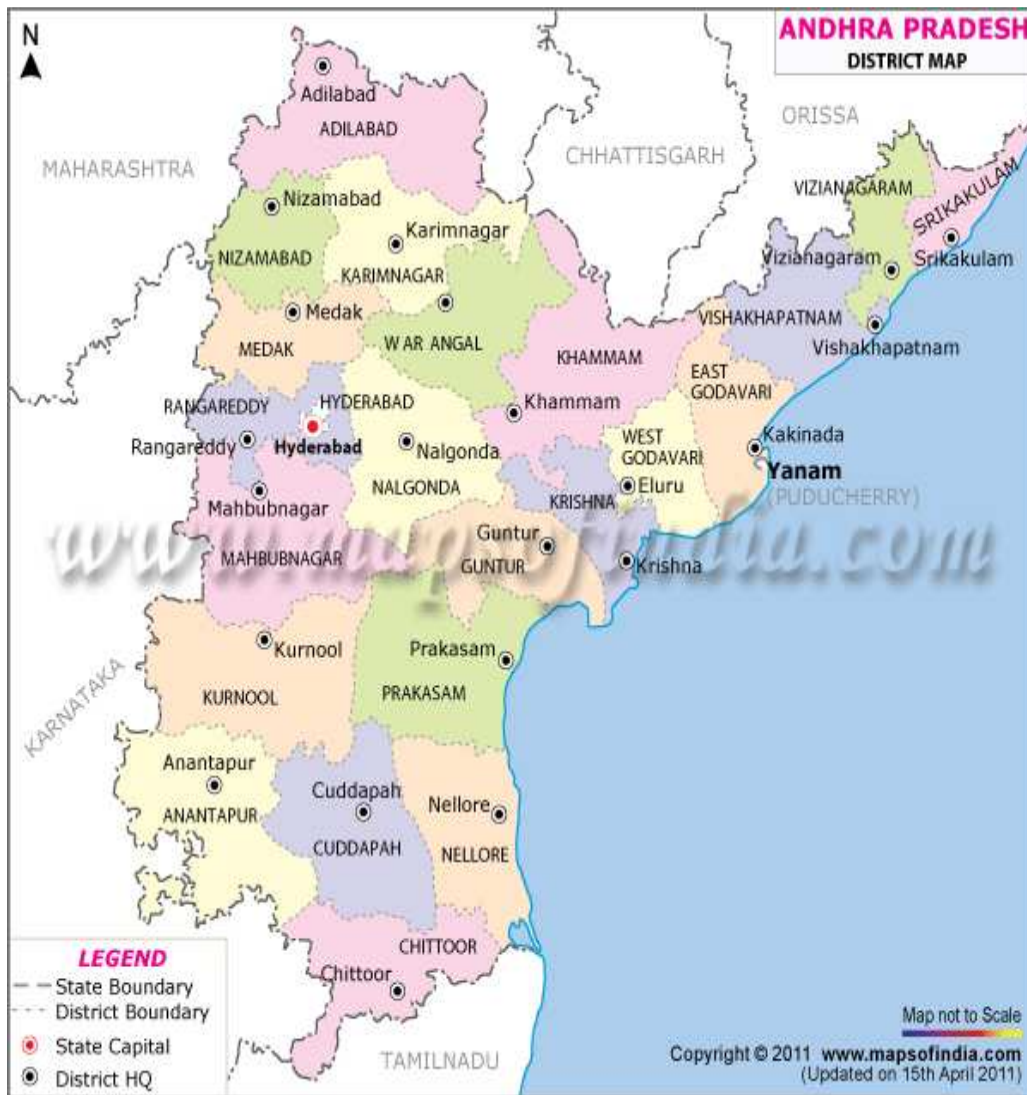 N
ANDHRA PRADESH
DISTRICT MAP
ORISSA
CHHATTISGARH
MAHARASHTRA
Adilabad
ADILABAD
VIZIANAGARAM
SRIKAKULAM
Nizamabad
Karimnagar
Vizianagaram
Srikakulam
NIZAMABAD
KARIMNAGAR
Medak
VISHAKHAPATNAM
MEDAK
WAR ANGAL
KHAMMAM
Vishakhapatnam
EAST
GODAVARI
RANGAREDDY
HYDERABAD
Khammam
Rangareddy
Hyderabad
Nalgonda
WEST
GODAVARI
Kakinada
Yanam
(PUDUCHERRY)
NALGONDA
KRISHNA
Eluru
Mahbubnagar
www.mapsofindia.com
MAHBUBNAGAR
Guntur
GUNTUR
Krishna
Kurnool
Prakasam
KURNOOL
PRAKASAM
KARNATAKA
Anantapur
ANANTAPUR
Cuddapah
CUDDAPAH
Nellore
NELLORE
CHITTOOR
Chittoor
TAMILNADU
LEGEND
State Boundary
District Boundary
State Capital
District HQ
Map not to Scale
Copyright © 2011 www.mapsofindia.com
(Updated on 15th April 2011)